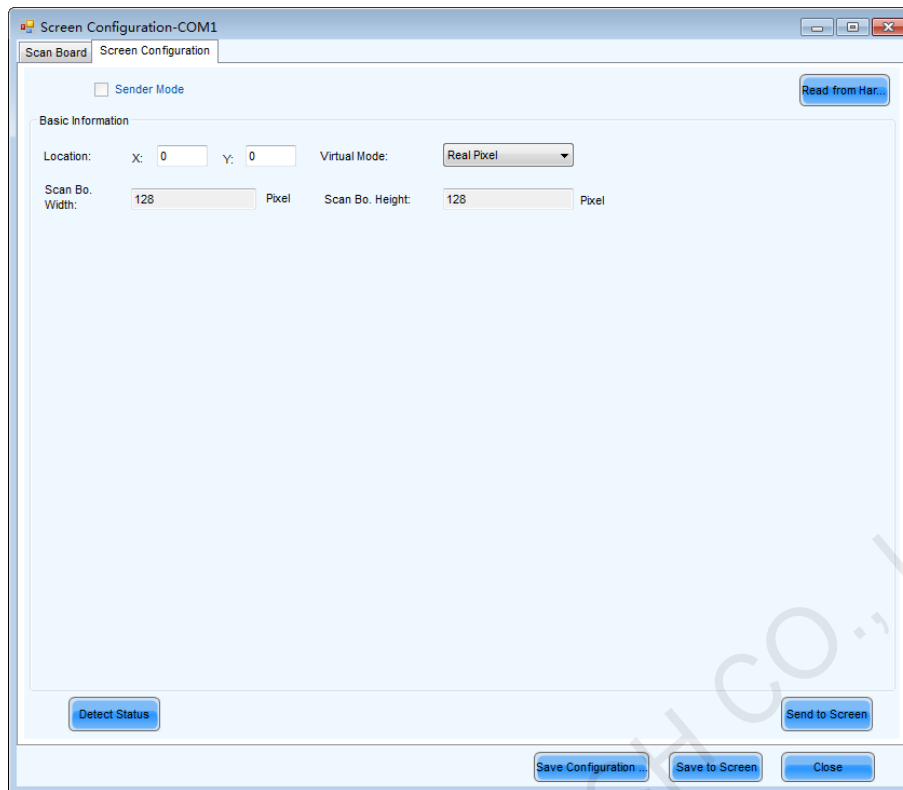 Screen Configuration-COM1
Scan Board Screen Configuration
Sender Mode
Read from Har...
Basic Information
Location: X: 0 Y: 0 Virtual Mode: Real Pixel
Scan Bo.
Width: 128 Pixel Scan Bo. Height: 128 Pixel
Detect Status
Send to Screen
Save Configuration ...
Save to Screen
Close
CH CO.,